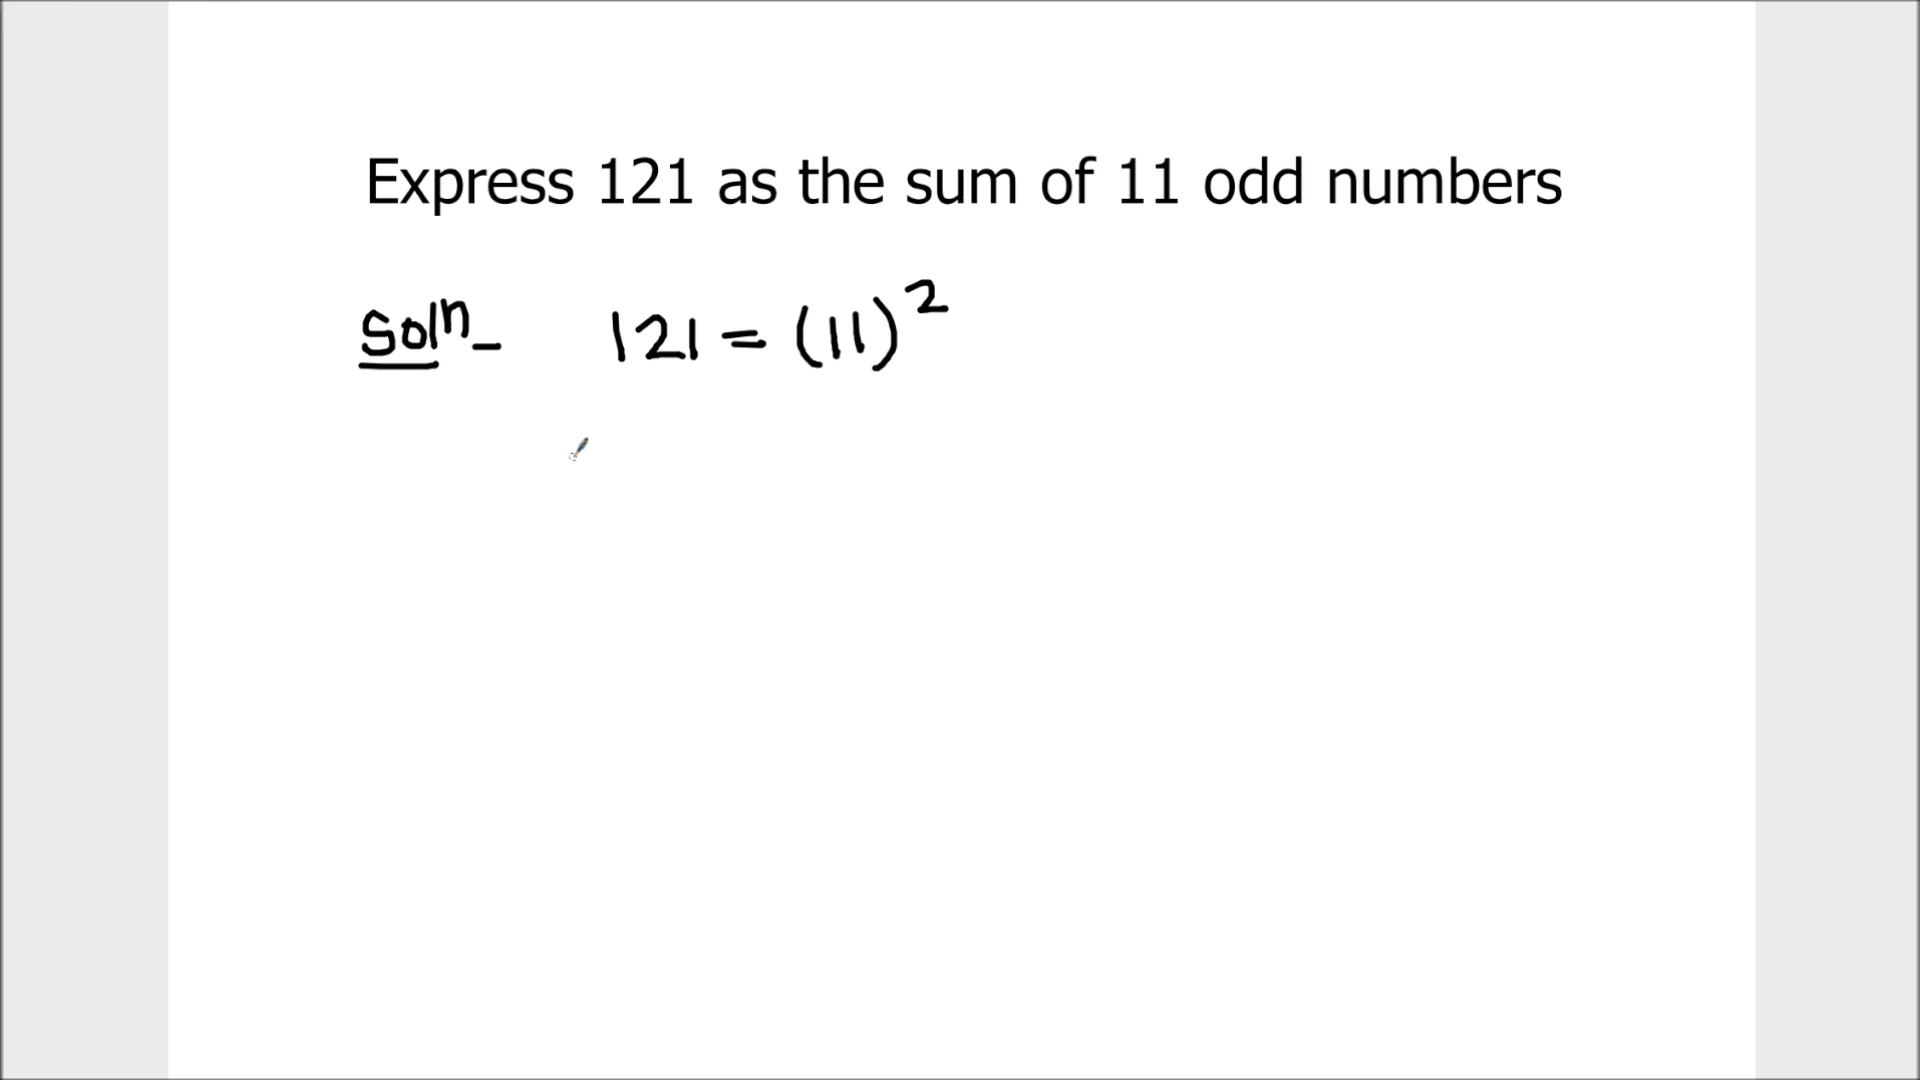 Express 121 as the sum of 11 odd numbers
Solⁿ- 121 = (11)²